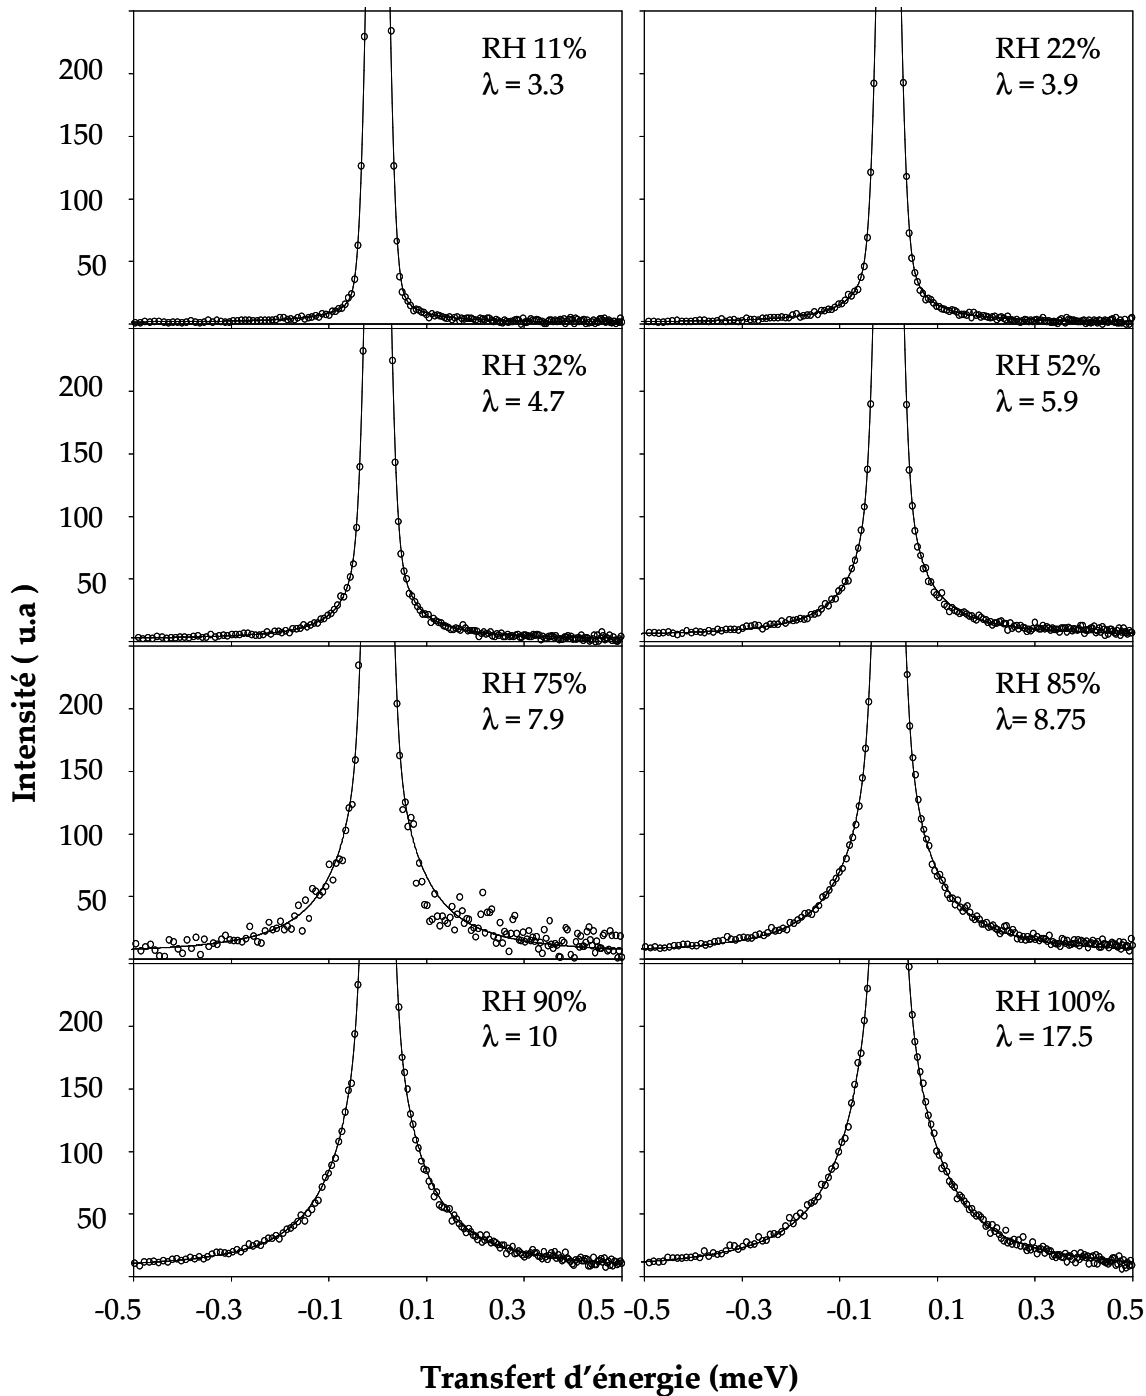 RH 11%
λ = 3.3
RH 22%
λ = 3.9
200
150
100
50
RH 32%
λ = 4.7
RH 52%
λ = 5.9
200
150
100
50
RH 75%
λ = 7.9
RH 85%
λ= 8.75
200
150
100
50
RH 90%
λ = 10
RH 100%
λ = 17.5
200
150
100
50
Intensité ( u.a )
-0.5 -0.3 -0.1 0.1 0.3 0.5 -0.5 -0.3 -0.1 0.1 0.3 0.5
Transfert d’énergie (meV)